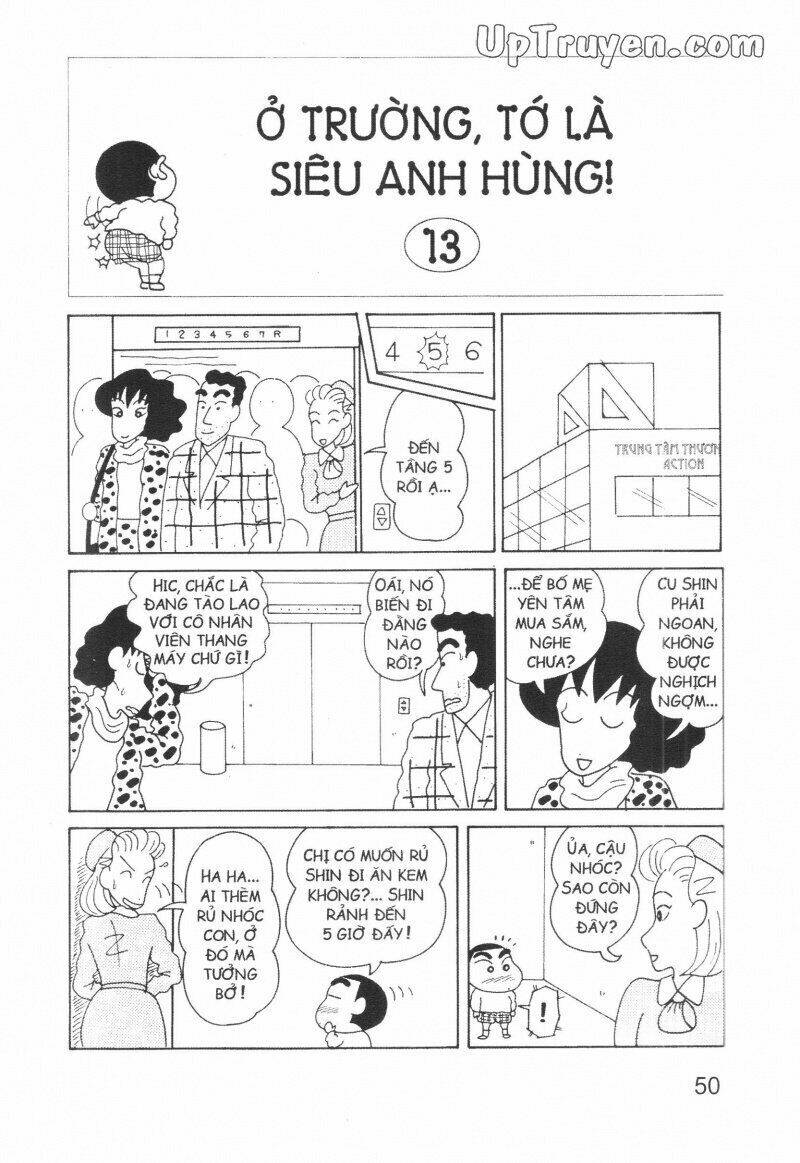 UpTruyen.com
Ở TRƯỜNG, TỚ LÀ
SIÊU ANH HÙNG!
13
TRUNG TÂM THƯƠN
ACTION
4 5 6
1 2 3 4 5 6 7 R
ĐẾN
TẦNG 5
RỒI Ạ...
CU SHIN
PHẢI
NGOAN,
KHÔNG
ĐƯỢC
NGHỊCH
NGỢM...
...ĐỂ BỐ MẸ
YÊN TÂM
MUA SẮM,
NGHE
CHƯA?
OÁI, NÓ
BIẾN ĐI
ĐẰNG
NÀO
RỒI?
HIC, CHẮC LÀ
ĐANG TÀO LAO
VỚI CÔ NHÂN
VIÊN THANG
MÁY CHỨ GÌ!
ỦA, CẬU
NHÓC?
SAO CÒN
ĐỨNG
ĐÂY?
!
CHỊ CÓ MUỐN RỦ
SHIN ĐI ĂN KEM
KHÔNG?... SHIN
RẢNH ĐẾN
5 GIỜ ĐẤY!
HA HA...
AI THÈM
RỦ NHÓC
CON, Ở
ĐÓ MÀ
TƯỞNG
BỞ!
50